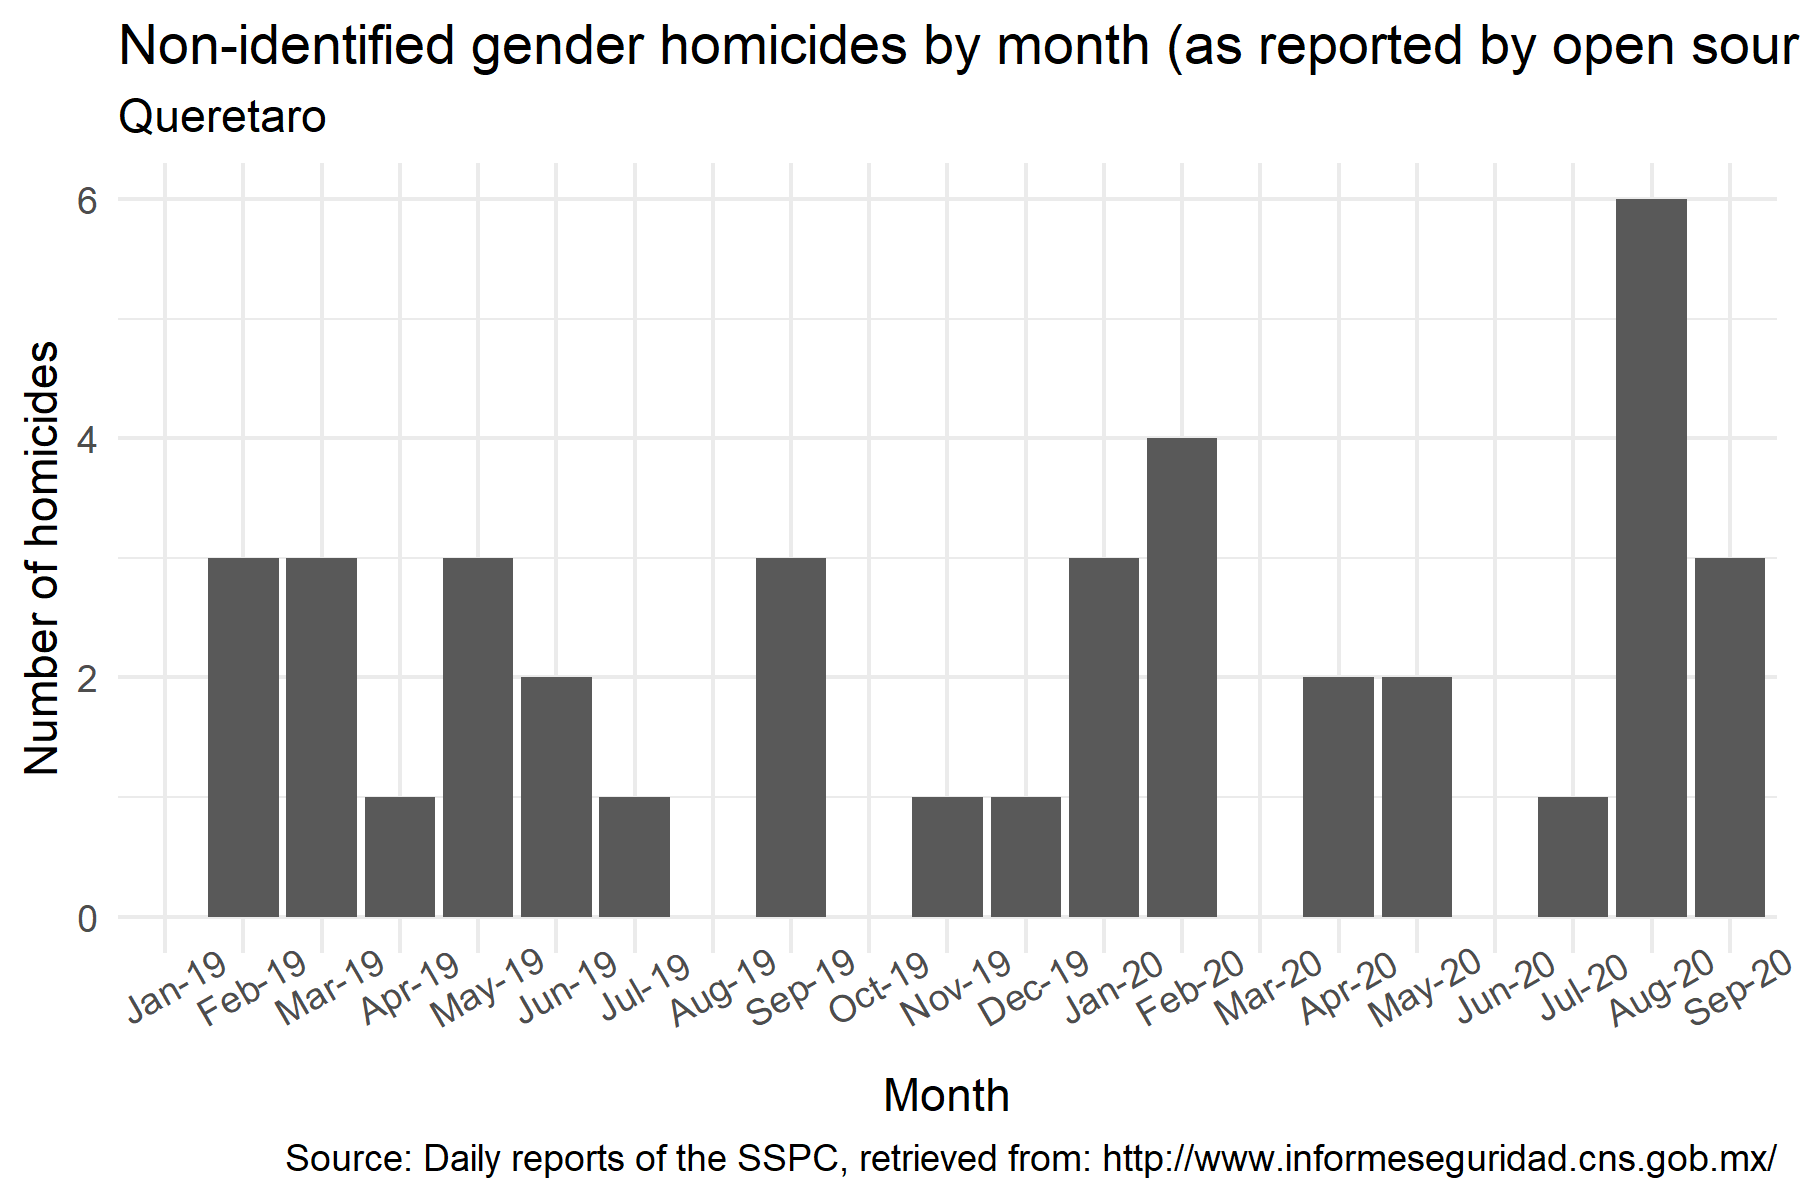 Non-identified gender homicides by month (as reported by open sour
Queretaro
Number of homicides
6
4
2
0
Jan-19
Feb-19
Mar-19
Apr-19
May-19
Jun-19
Jul-19
Aug-19
Sep-19
Oct-19
Nov-19
Dec-19
Jan-20
Feb-20
Mar-20
Apr-20
May-20
Jun-20
Jul-20
Aug-20
Sep-20
Month
Source: Daily reports of the SSPC, retrieved from: http://www.informeseguridad.cns.gob.mx/